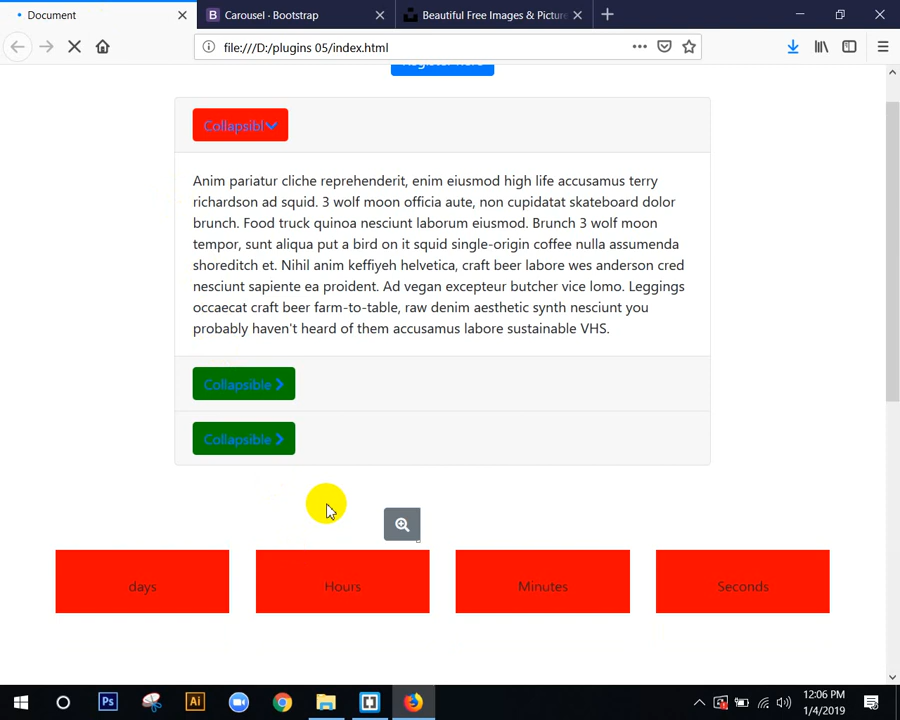 Document
Carousel · Bootstrap
Beautiful Free Images & Picture
file:///D:/plugins 05/index.html
Register here
Collapsibl
Anim pariatur cliche reprehenderit, enim eiusmod high life accusamus terry
richardson ad squid. 3 wolf moon officia aute, non cupidatat skateboard dolor
brunch. Food truck quinoa nesciunt laborum eiusmod. Brunch 3 wolf moon
tempor, sunt aliqua put a bird on it squid single-origin coffee nulla assumenda
shoreditch et. Nihil anim keffiyeh helvetica, craft beer labore wes anderson cred
nesciunt sapiente ea proident. Ad vegan excepteur butcher vice lomo. Leggings
occaecat craft beer farm-to-table, raw denim aesthetic synth nesciunt you
probably haven't heard of them accusamus labore sustainable VHS.
Collapsible
Collapsible
days
Hours
Minutes
Seconds
12:06 PM
1/4/2019